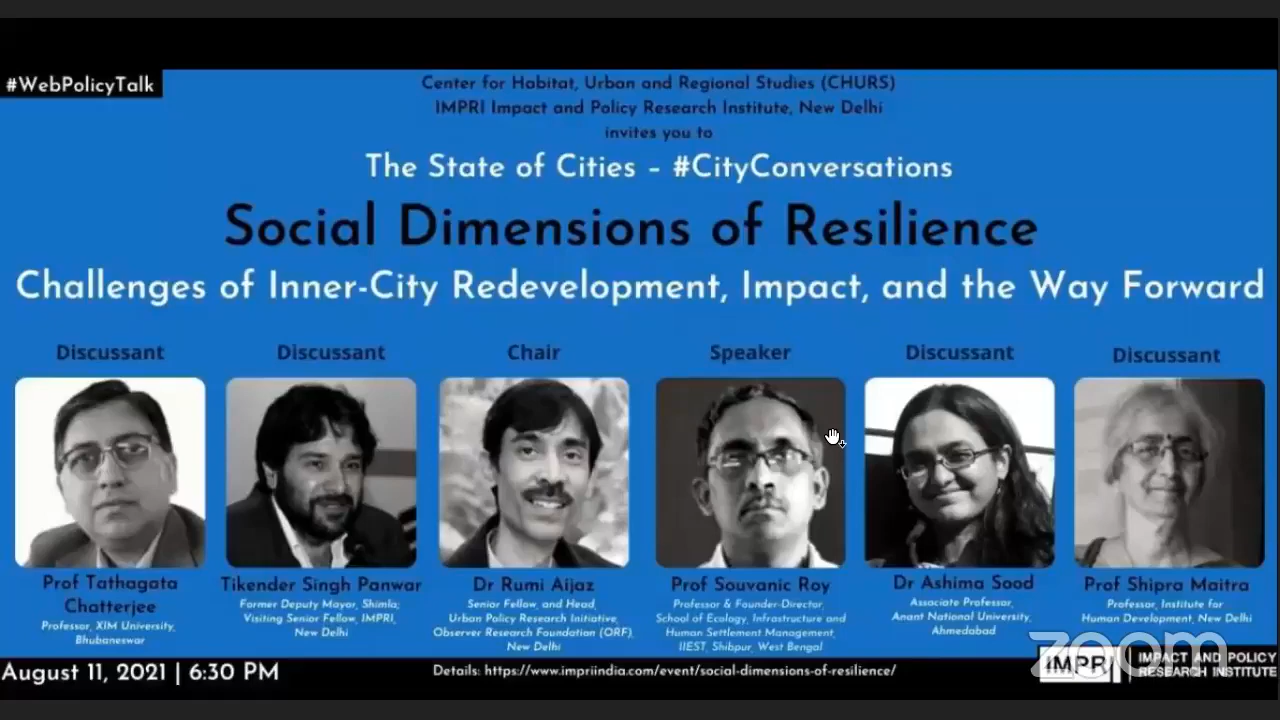 #WebPolicyTalk
Center for Habitat, Urban and Regional Studies (CHURS)
IMPRI Impact and Policy Research Institute, New Delhi
invites you to
The State of Cities – #CityConversations
Social Dimensions of Resilience
Challenges of Inner-City Redevelopment, Impact, and the Way Forward
Discussant
Prof Tathagata
Chatterjee
Professor, XIM University,
Bhubaneswar
Discussant
Tikender Singh Panwar
Former Deputy Mayor, Shimla;
Visiting Senior Fellow, IMPRI,
New Delhi
Chair
Dr Rumi Aijaz
Senior Fellow, and Head,
Urban Policy Research Initiative,
Observer Research Foundation (ORF),
New Delhi
Speaker
Prof Souvanic Roy
Professor & Founder-Director,
School of Ecology, Infrastructure and
Human Settlement Management,
IIEST, Shibpur, West Bengal
Discussant
Dr Ashima Sood
Associate Professor,
Anant National University,
Ahmedabad
Discussant
Prof Shipra Maitra
Professor, Institute for
Human Development, New Delhi
August 11, 2021 | 6:30 PM
Details: https://www.impriindia.com/event/social-dimensions-of-resilience/
IMPRI
IMPACT AND POLICY
RESEARCH INSTITUTE
zoom